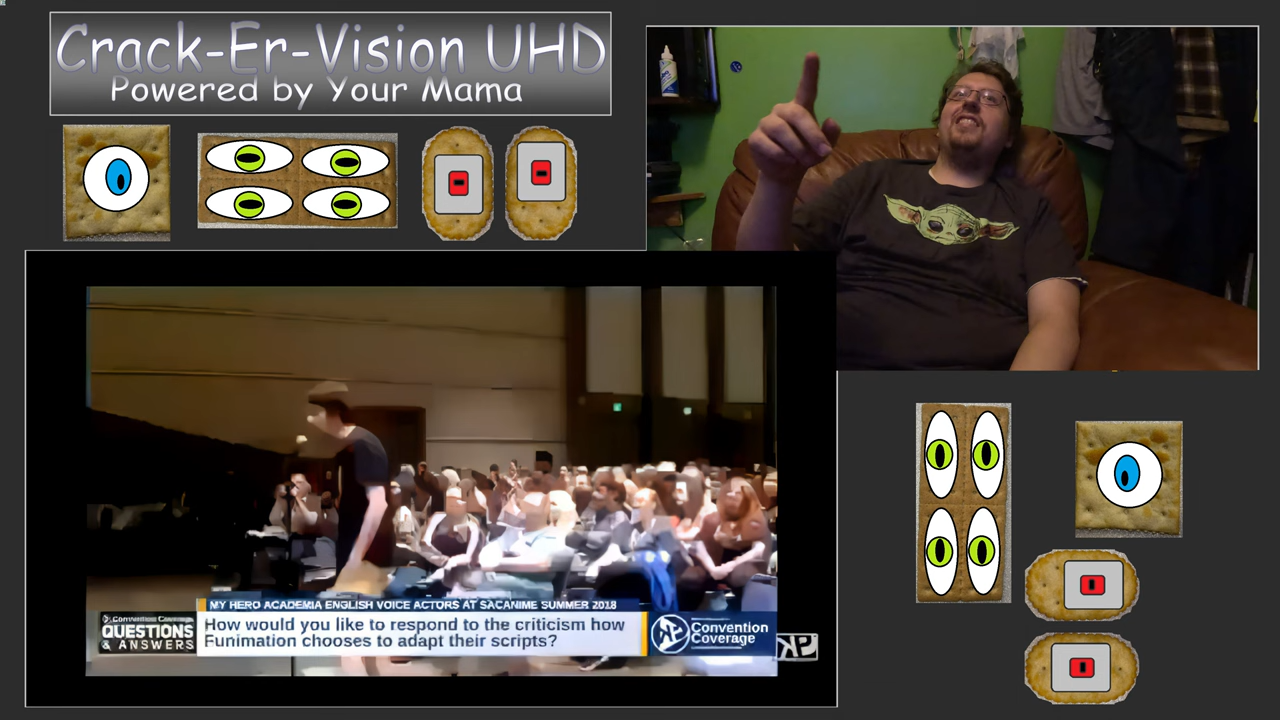 Crack-Er-Vision UHD
Powered by Your Mama
MY HERO ACADEMIA ENGLISH VOICE ACTORS AT SACANIME SUMMER 2018
Convention Coverage
QUESTIONS
& ANSWERS
How would you like to respond to the criticism how
Funimation chooses to adapt their scripts?
Convention
Coverage